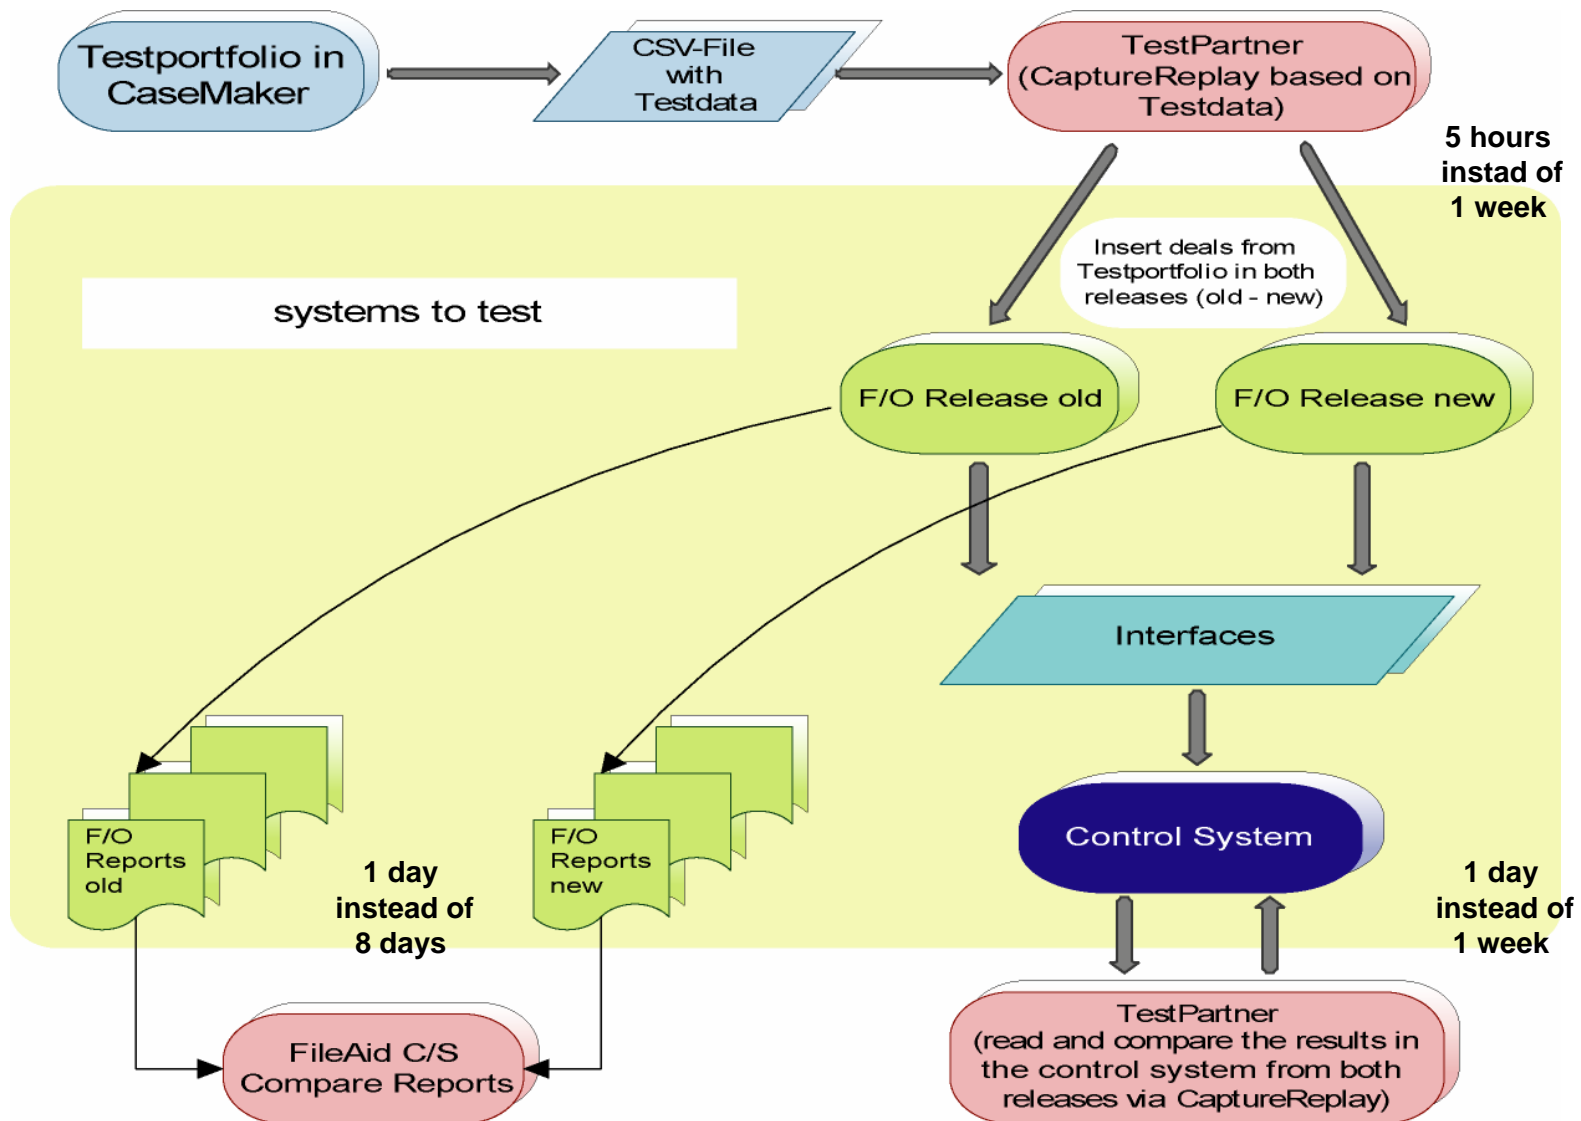 Testportfolio in
CaseMaker
CSV-File
with
Testdata
TestPartner
(CaptureReplay based on
Testdata)
5 hours
instad of
1 week
Insert deals from
Testportfolio in both
releases (old - new)
systems to test
F/O Release old
F/O Release new
Interfaces
F/O
Reports
old
1 day
instead of
8 days
F/O
Reports
new
Control System
1 day
instead of
1 week
FileAid C/S
Compare Reports
TestPartner
(read and compare the results in
the control system from both
releases via CaptureReplay)